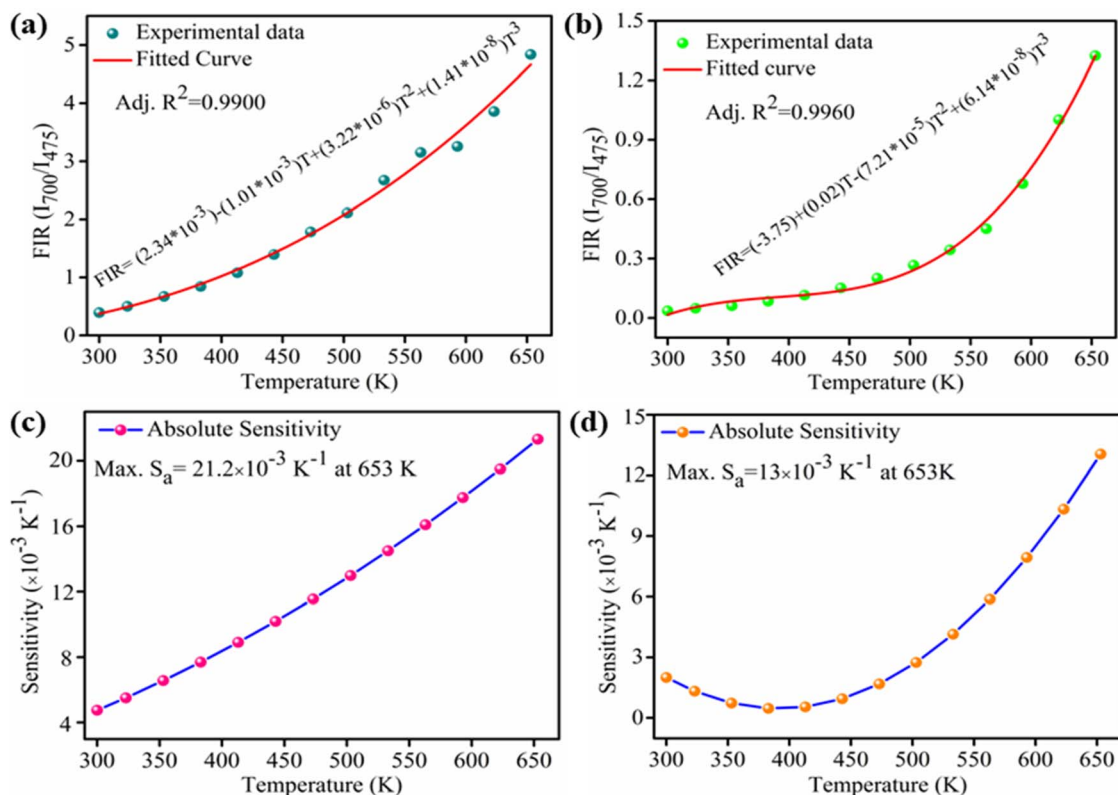 (a)
Experimental data
Fitted Curve
Adj. R²=0.9900
FIR= (2.34*10⁻³)-(1.01*10⁻³)T+(3.22*10⁻⁶)T²+(1.41*10⁻⁸)T³
FIR (I₇₀₀/I₄₇₅)
5
4
3
2
1
0
300 350 400 450 500 550 600 650
Temperature (K)
(b)
Experimental data
Fitted curve
Adj. R²=0.9960
FIR=(-3.75)+(0.02)T-(7.21*10⁻⁵)T²+(6.14*10⁻⁸)T³
FIR (I₇₀₀/I₄₇₅)
1.5
1.2
0.9
0.6
0.3
0.0
300 350 400 450 500 550 600 650
Temperature (K)
(c)
Absolute Sensitivity
Max. Sₐ= 21.2×10⁻³ K⁻¹ at 653 K
Sensitivity (×10⁻³ K⁻¹)
20
16
12
8
4
300 350 400 450 500 550 600 650
Temperature (K)
(d)
Absolute Sensitivity
Max. Sₐ=13×10⁻³ K⁻¹ at 653K
Sensitivity (×10⁻³ K⁻¹)
15
12
9
6
3
0
300 350 400 450 500 550 600 650
Temperature (K)